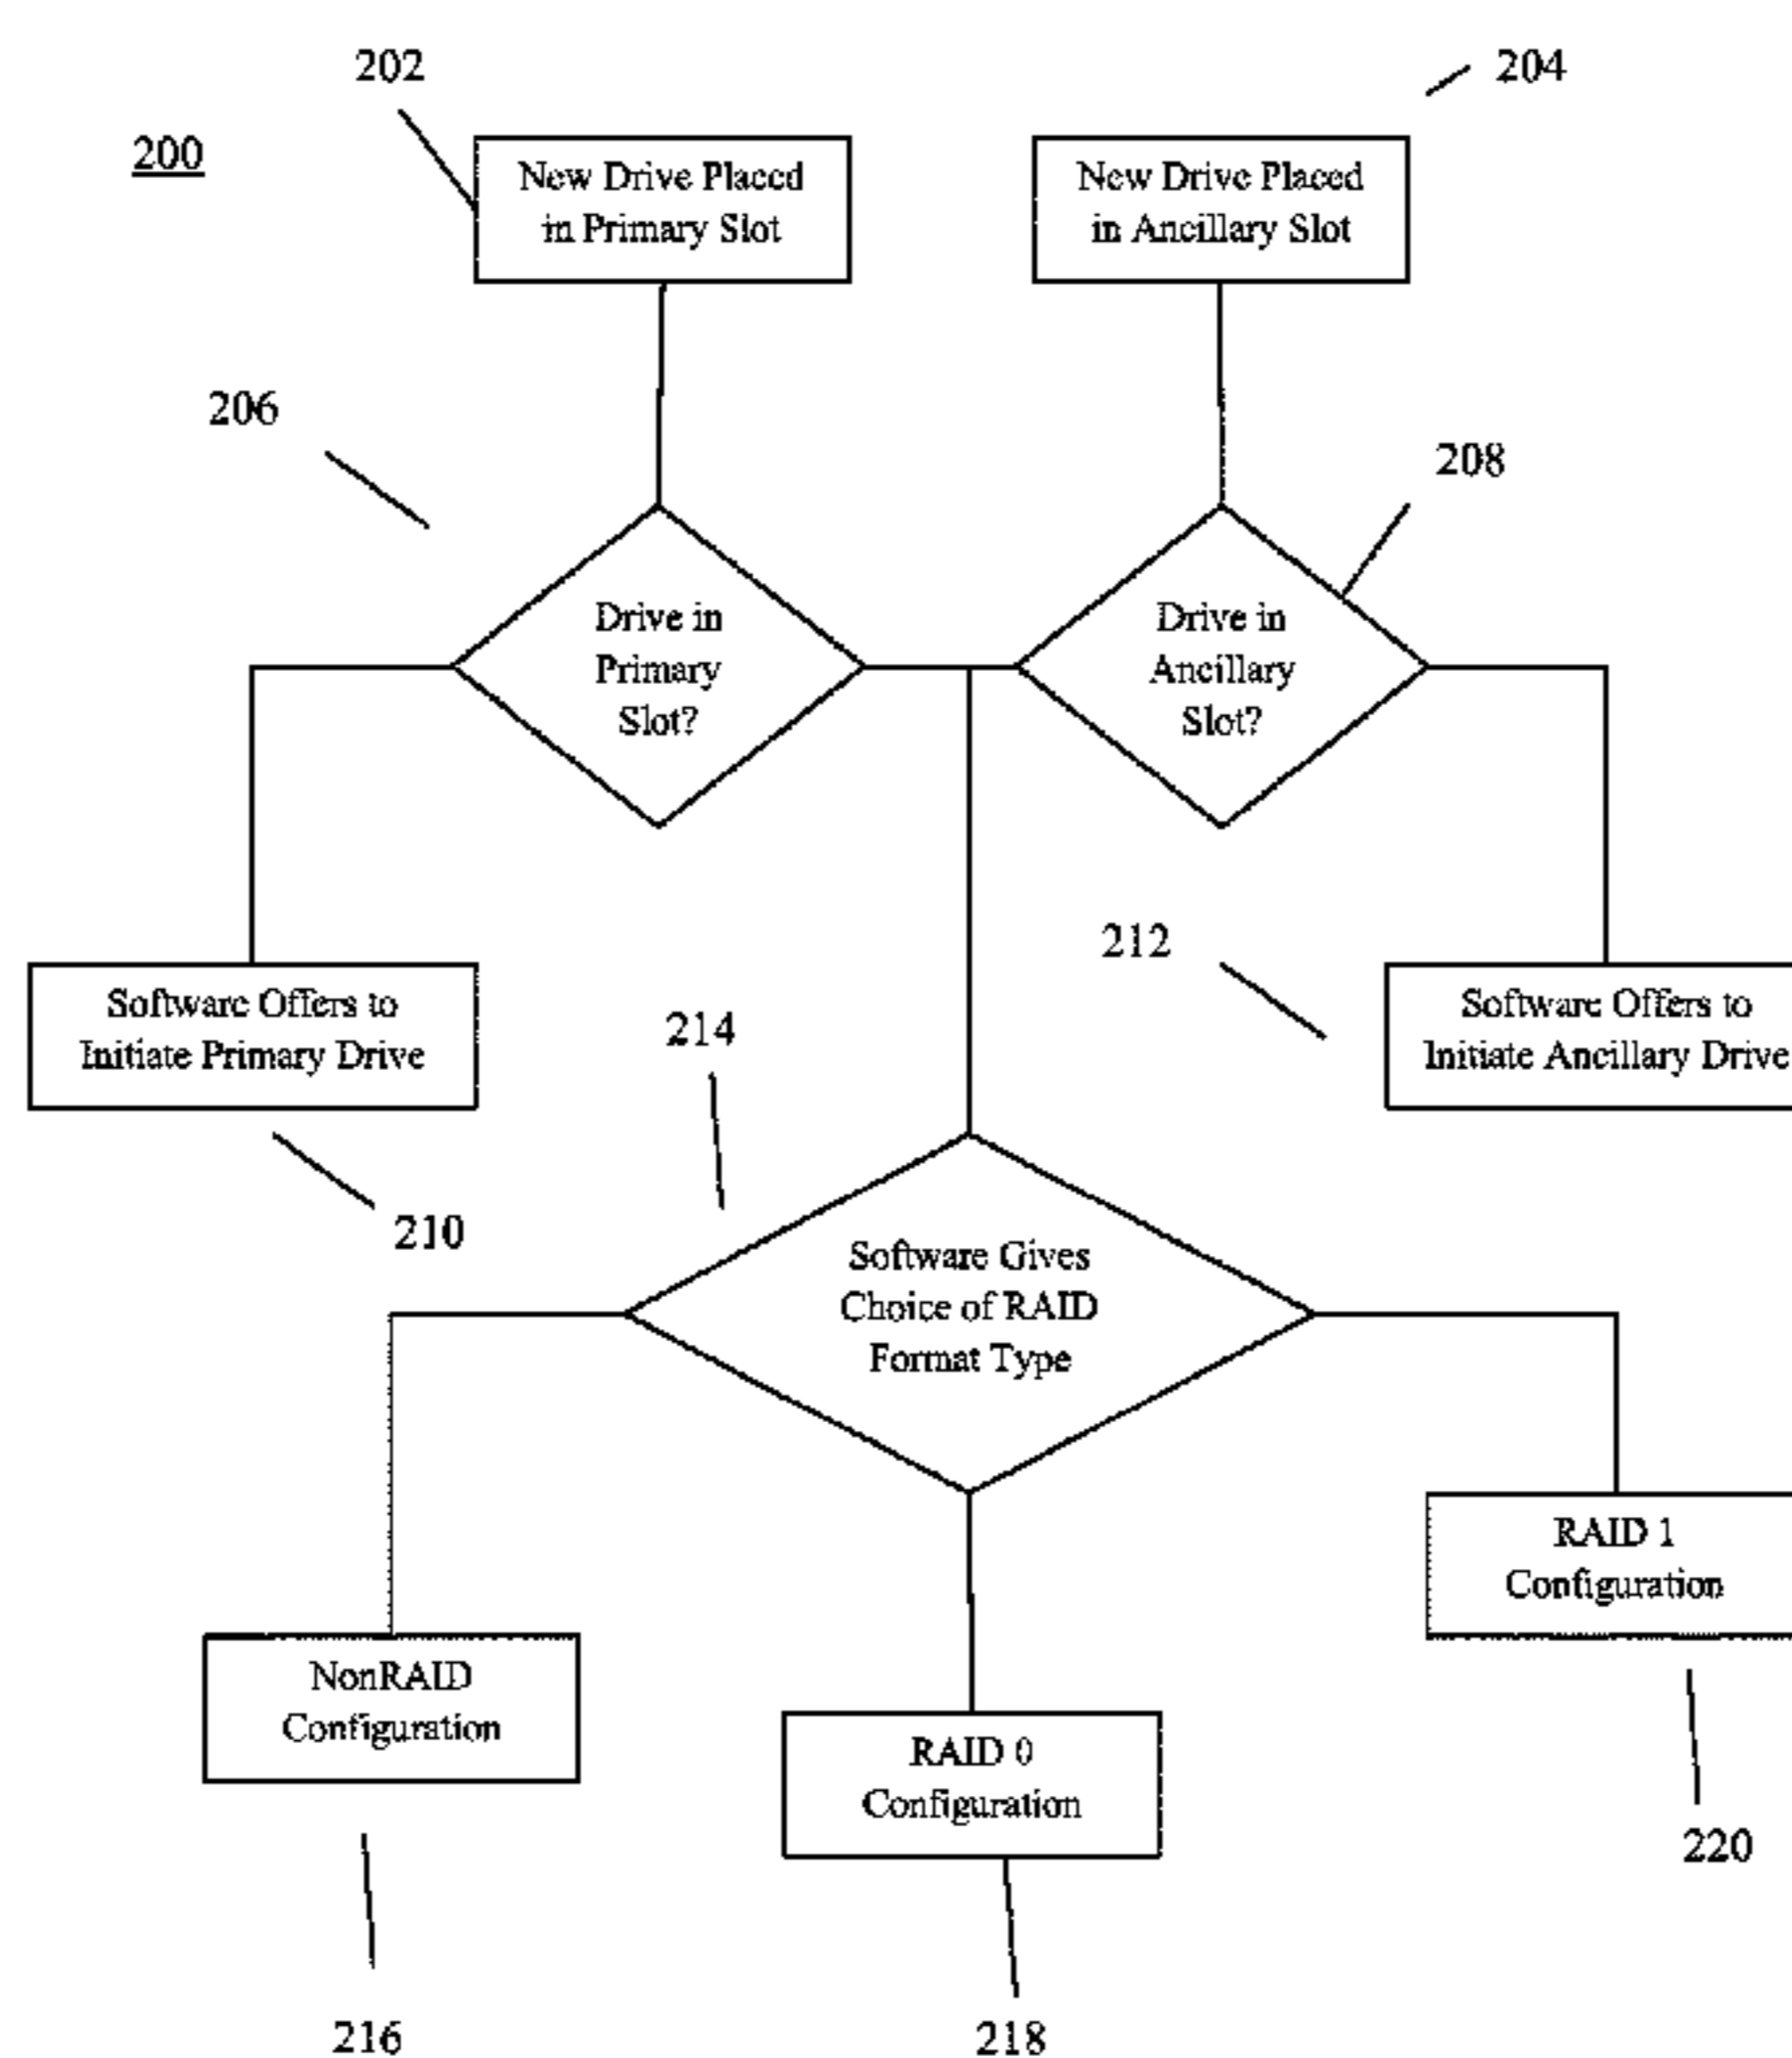 202
204
200
New Drive Placed
in Primary Slot
New Drive Placed
in Ancillary Slot
206
208
Drive in
Primary
Slot?
Drive in
Ancillary
Slot?
212
Software Offers to
Initiate Primary Drive
Software Offers to
Initiate Ancillary Drive
214
210
Software Gives
Choice of RAID
Format Type
RAID 1
Configuration
NonRAID
Configuration
RAID 0
Configuration
220
216
218